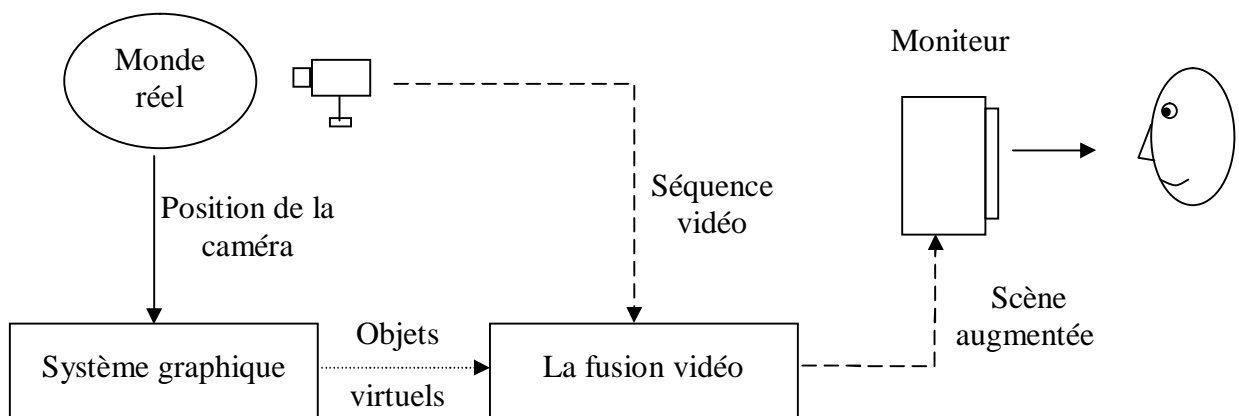 Monde
réel
Moniteur
Position de la
caméra
Séquence
vidéo
Scène
augmentée
Système graphique
Objets
virtuels
La fusion vidéo